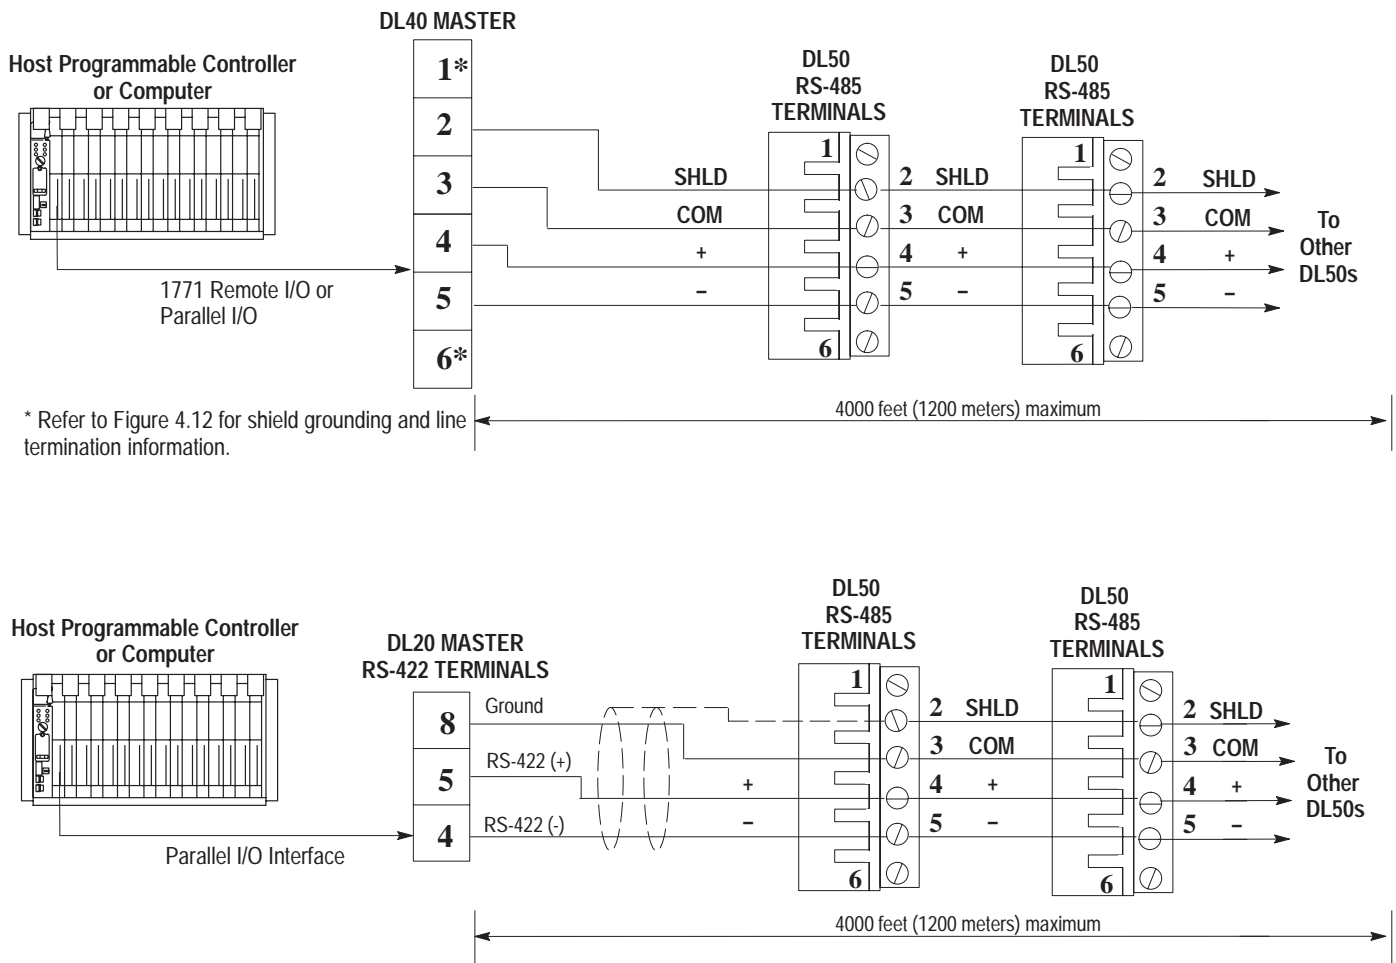 DL40 MASTER
Host Programmable Controller
or Computer
1*
2
3
4
5
6*
1771 Remote I/O or
Parallel I/O
SHLD
COM
+
–
DL50
RS-485
TERMINALS
1
6
2 SHLD
3 COM
4 +
5 –
DL50
RS-485
TERMINALS
1
6
2 SHLD
3 COM
4 +
5 –
To
Other
DL50s
* Refer to Figure 4.12 for shield grounding and line
termination information.
4000 feet (1200 meters) maximum
Host Programmable Controller
or Computer
DL20 MASTER
RS-422 TERMINALS
8
5
4
Ground
RS-422 (+)
RS-422 (-)
Parallel I/O Interface
+
–
DL50
RS-485
TERMINALS
1
6
2 SHLD
3 COM
4 +
5 –
DL50
RS-485
TERMINALS
1
6
2 SHLD
3 COM
4 +
5 –
To
Other
DL50s
4000 feet (1200 meters) maximum